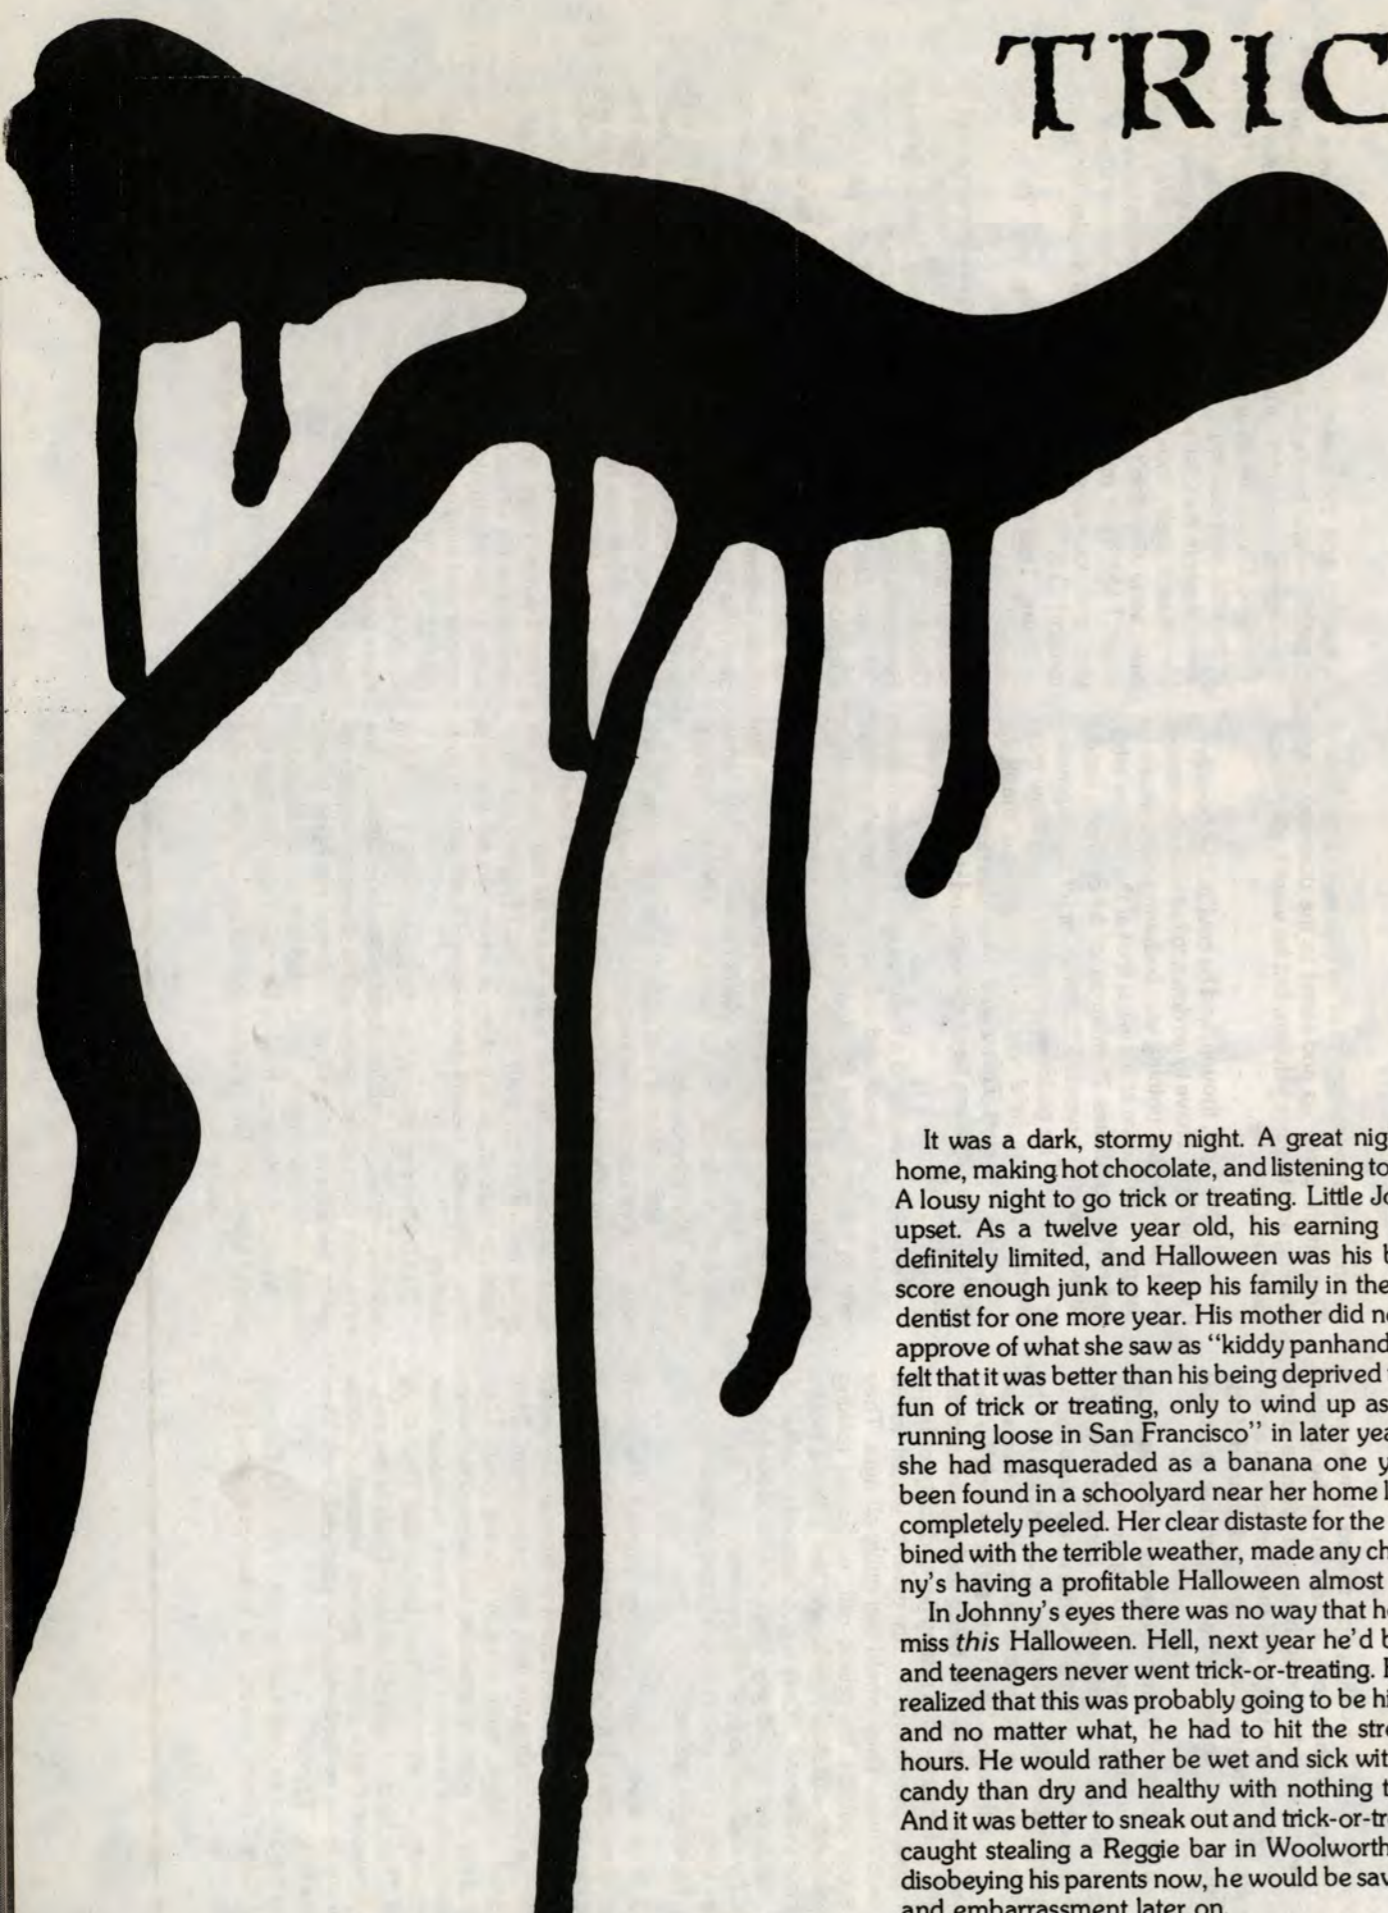 TRIC
It was a dark, stormy night. A great nig
home, making hot chocolate, and listening to
A lousy night to go trick or treating. Little Jo
upset. As a twelve year old, his earning
definitely limited, and Halloween was his b
score enough junk to keep his family in the
dentist for one more year. His mother did no
approve of what she saw as “kiddy panhand
felt that it was better than his being deprived
fun of trick or treating, only to wind up as
running loose in San Francisco” in later yea
she had masqueraded as a banana one y
been found in a schoolyard near her home l
completely peeled. Her clear distaste for the
bined with the terrible weather, made any ch
ny's having a profitable Halloween almost
In Johnny's eyes there was no way that he
miss this Halloween. Hell, next year he'd b
and teenagers never went trick-or-treating.
realized that this was probably going to be hi
and no matter what, he had to hit the stre
hours. He would rather be wet and sick wit
candy than dry and healthy with nothing t
And it was better to sneak out and trick-or-tre
caught stealing a Reggie bar in Woolworth
disobeying his parents now, he would be sav
and embarrassment later on.